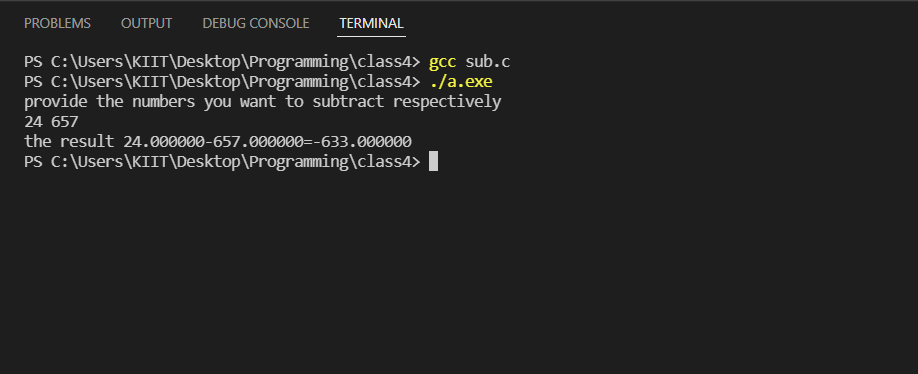 PROBLEMS OUTPUT DEBUG CONSOLE TERMINAL
PS C:\Users\KIIT\Desktop\Programming\class4> gcc sub.c
PS C:\Users\KIIT\Desktop\Programming\class4> ./a.exe
provide the numbers you want to subtract respectively
24 657
the result 24.000000-657.000000=-633.000000
PS C:\Users\KIIT\Desktop\Programming\class4>